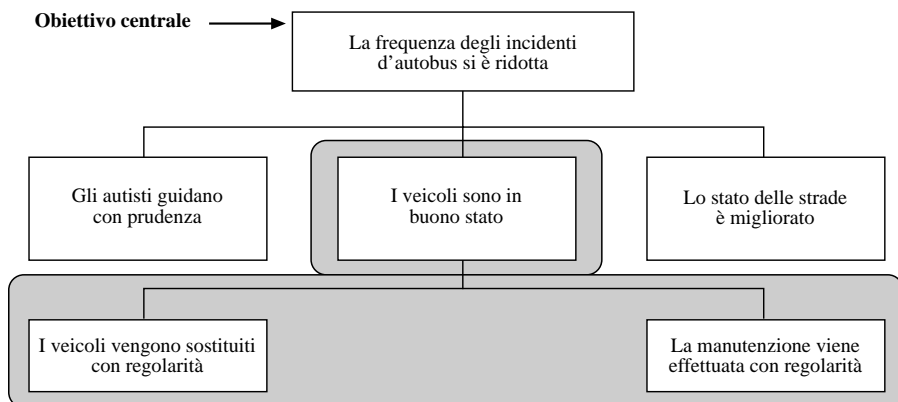 Obiettivo centrale
La frequenza degli incidenti
d'autobus si è ridotta
Gli autisti guidano
con prudenza
I veicoli sono in
buono stato
Lo stato delle strade
è migliorato
I veicoli vengono sostituiti
con regolarità
La manutenzione viene
effettuata con regolarità